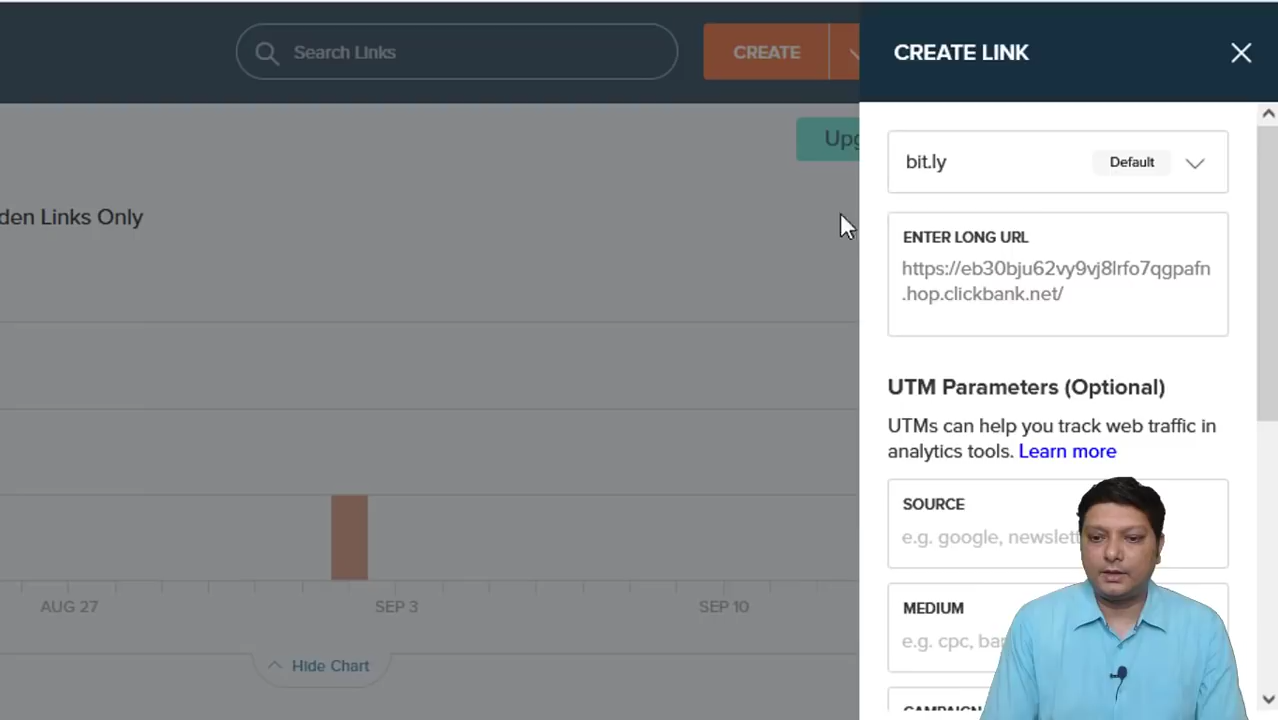 Search Links
CREATE
CREATE LINK
Upg
bit.ly
Default
den Links Only
ENTER LONG URL
https://eb30bju62vy9vj8lrfo7qgpafn
.hop.clickbank.net/
UTM Parameters (Optional)
UTMs can help you track web traffic in
analytics tools. Learn more
SOURCE
e.g. google, newslett
MEDIUM
e.g. cpc, ban
AUG 27
SEP 3
SEP 10
Hide Chart
CAMPAIGN